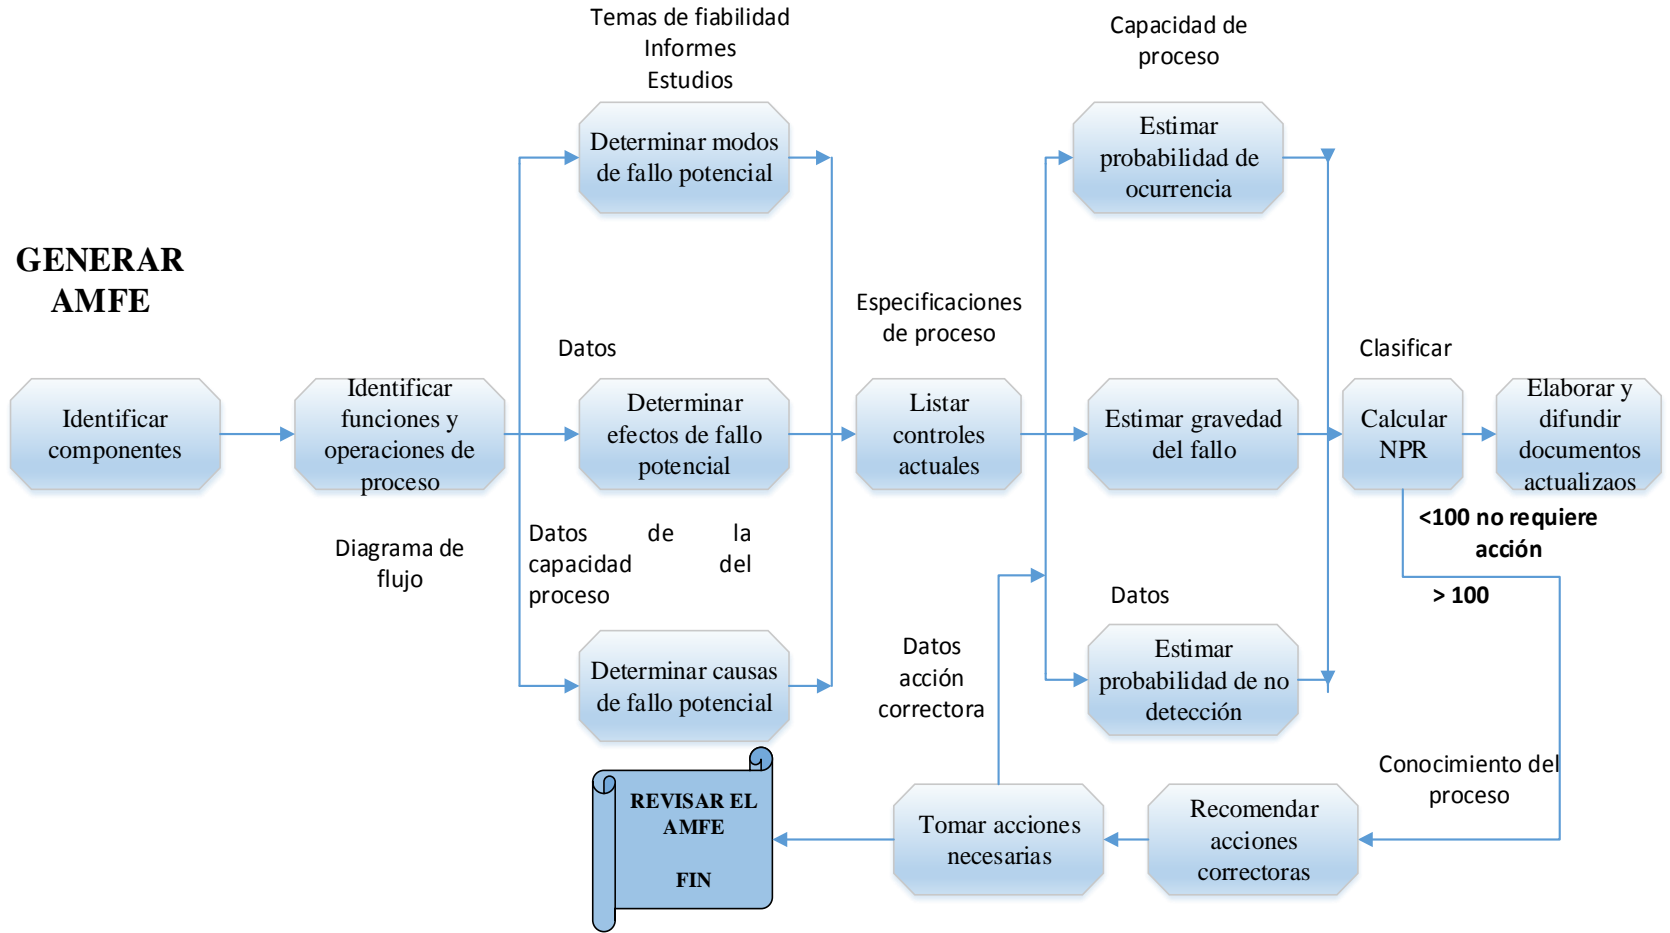 GENERAR
AMFE
Identificar
componentes
Identificar
funciones y
operaciones de
proceso
Diagrama de
flujo
Temas de fiabilidad
Informes
Estudios
Determinar modos
de fallo potencial
Datos
Determinar
efectos de fallo
potencial
Datos de la
capacidad del
proceso
Determinar causas
de fallo potencial
Especificaciones
de proceso
Listar
controles
actuales
Capacidad de
proceso
Estimar
probabilidad de
ocurrencia
Estimar gravedad
del fallo
Datos
Estimar
probabilidad de no
detección
Clasificar
Calcular
NPR
Elaborar y
difundir
documentos
actualizaos
<100 no requiere
acción
> 100
Conocimiento del
proceso
Recomendar
acciones
correctoras
Tomar acciones
necesarias
Datos
acción
correctora
REVISAR EL
AMFE
FIN